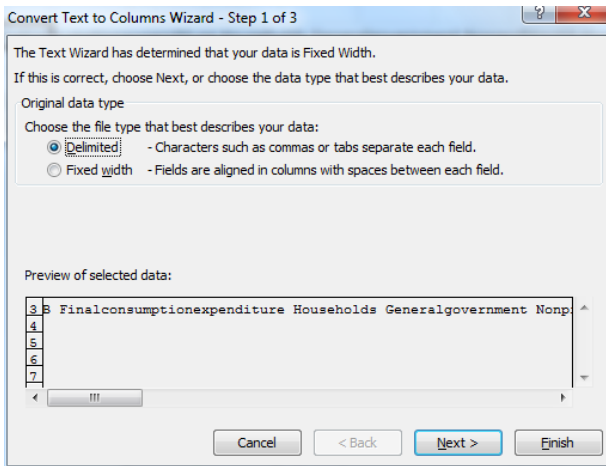 Convert Text to Columns Wizard - Step 1 of 3
The Text Wizard has determined that your data is Fixed Width.
If this is correct, choose Next, or choose the data type that best describes your data.
Original data type
Choose the file type that best describes your data:
Delimited - Characters such as commas or tabs separate each field.
Fixed width - Fields are aligned in columns with spaces between each field.
Preview of selected data:
3 B Finalconsumptionexpenditure Households Generalgovernment Nonp
4
5
6
7
Cancel < Back Next > Finish